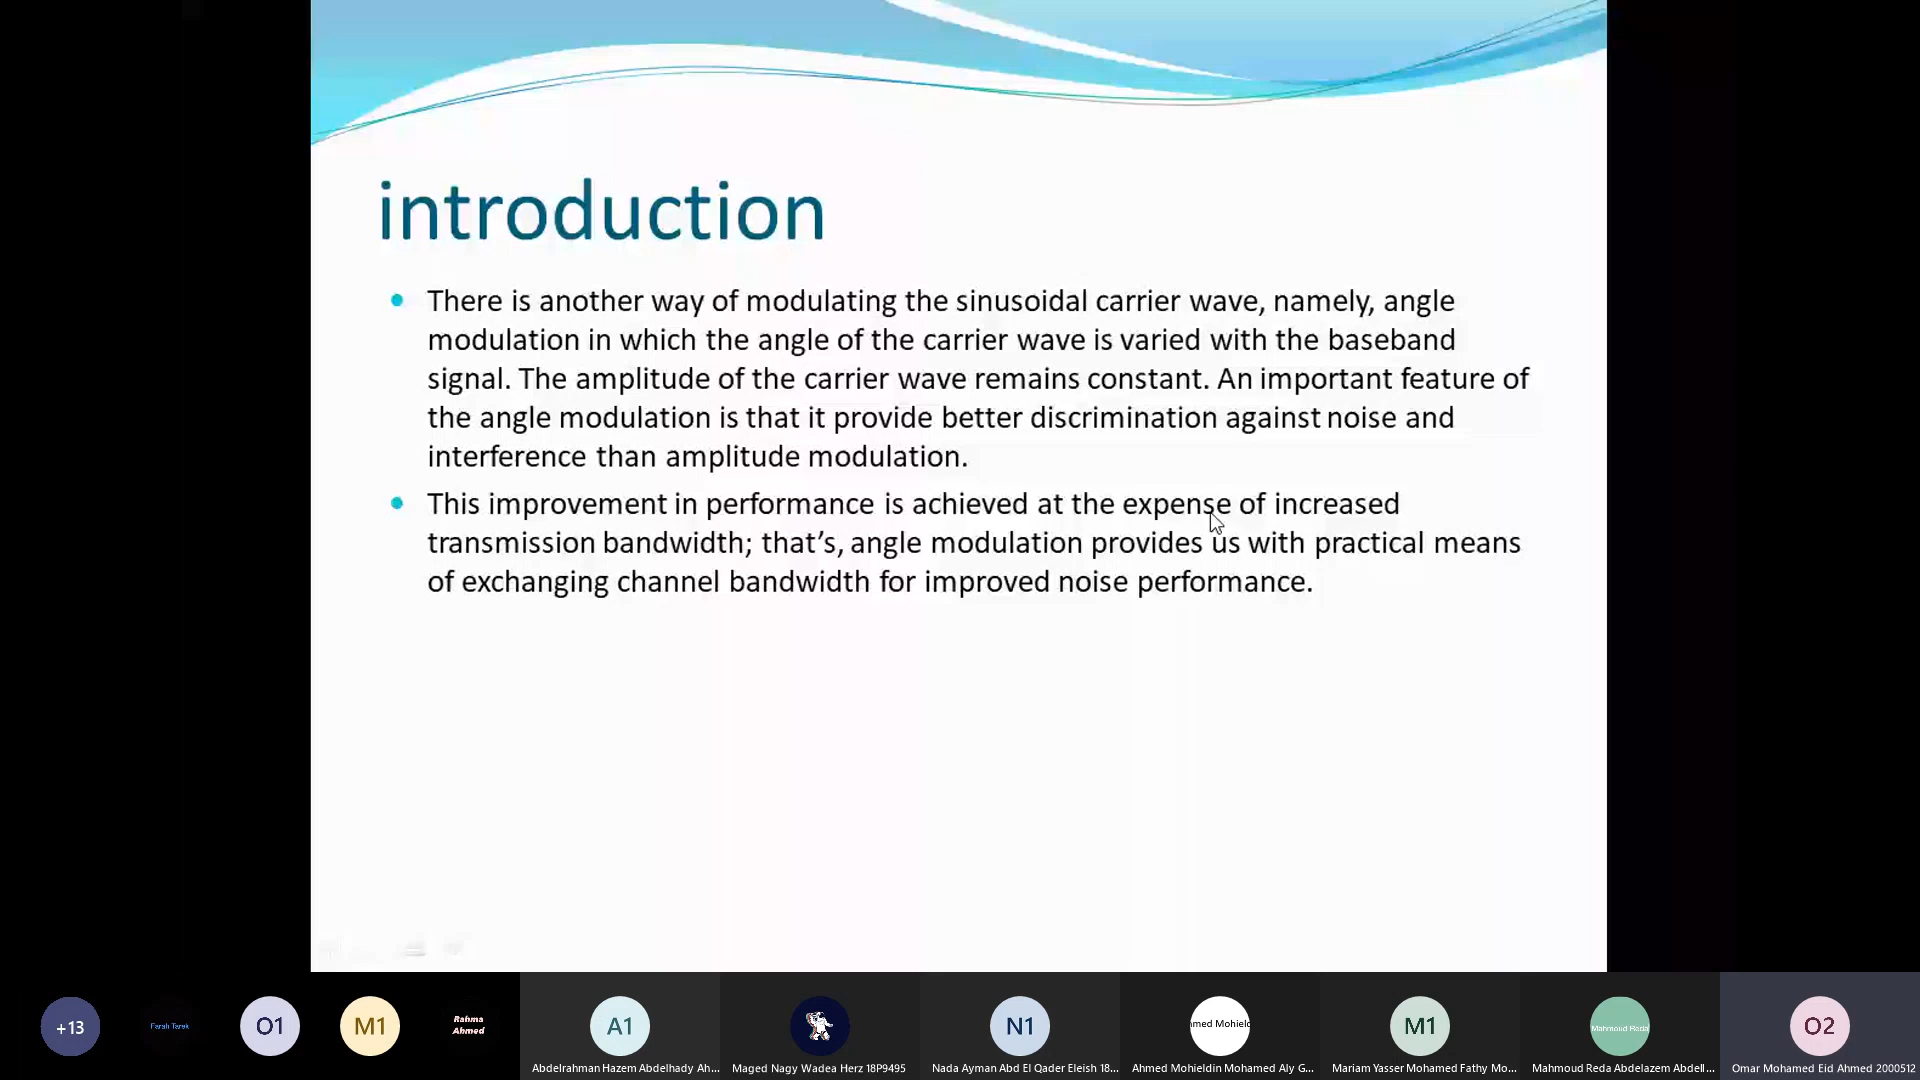 introduction
There is another way of modulating the sinusoidal carrier wave, namely, angle
modulation in which the angle of the carrier wave is varied with the baseband
signal. The amplitude of the carrier wave remains constant. An important feature of
the angle modulation is that it provide better discrimination against noise and
interference than amplitude modulation.
This improvement in performance is achieved at the expense of increased
transmission bandwidth; that’s, angle modulation provides us with practical means
of exchanging channel bandwidth for improved noise performance.
+13
Farah Tarek
O1
M1
Rahma
Ahmed
A1
N1
hmed Mohield
M1
Mahmoud Reda
O2
Abdelrahman Hazem Abdelhady Ah...
Maged Nagy Wadea Herz 18P9495
Nada Ayman Abd El Qader Eleish 18...
Ahmed Mohieldin Mohamed Aly G...
Mariam Yasser Mohamed Fathy Mo...
Mahmoud Reda Abdelazem Abdell...
Omar Mohamed Eid Ahmed 2000512